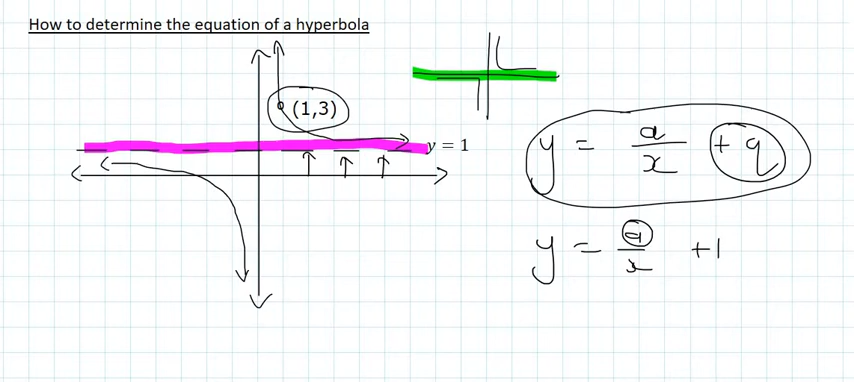 How to determine the equation of a hyperbola
(1,3)
y = 1
y = a/x + q
y = a/x + 1